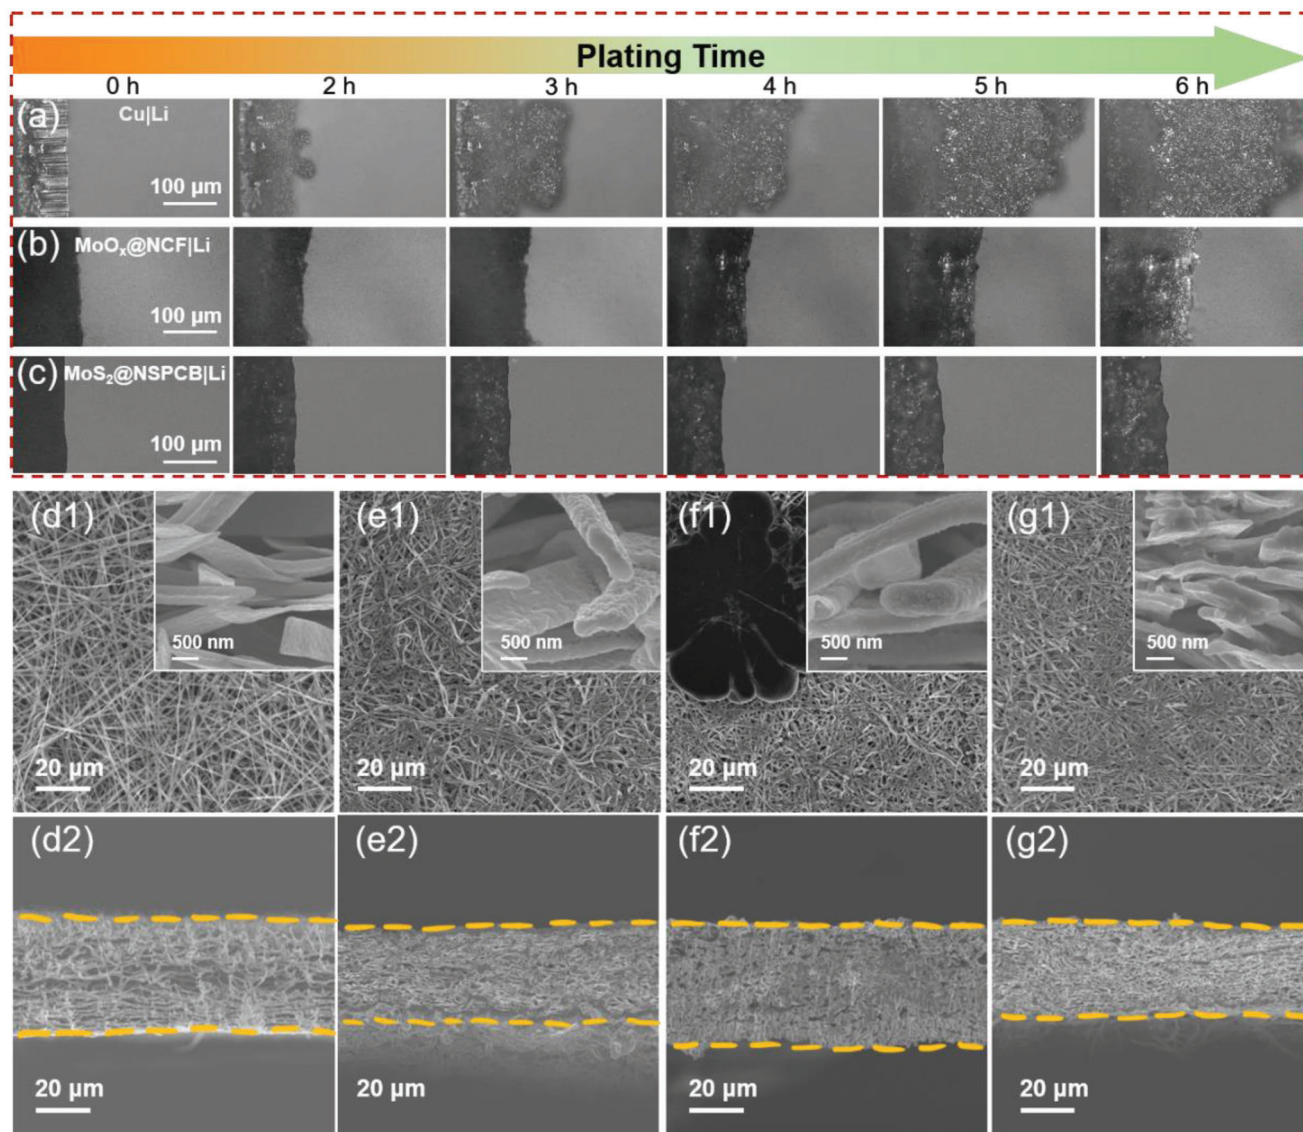 Plating Time
0 h 2 h 3 h 4 h 5 h 6 h
(a) Cu|Li
100 µm
(b) MoOₓ@NCF|Li
100 µm
(c) MoS₂@NSPCB|Li
100 µm
(d1) (e1) (f1) (g1)
500 nm 500 nm 500 nm 500 nm
20 µm 20 µm 20 µm 20 µm
(d2) (e2) (f2) (g2)
20 µm 20 µm 20 µm 20 µm